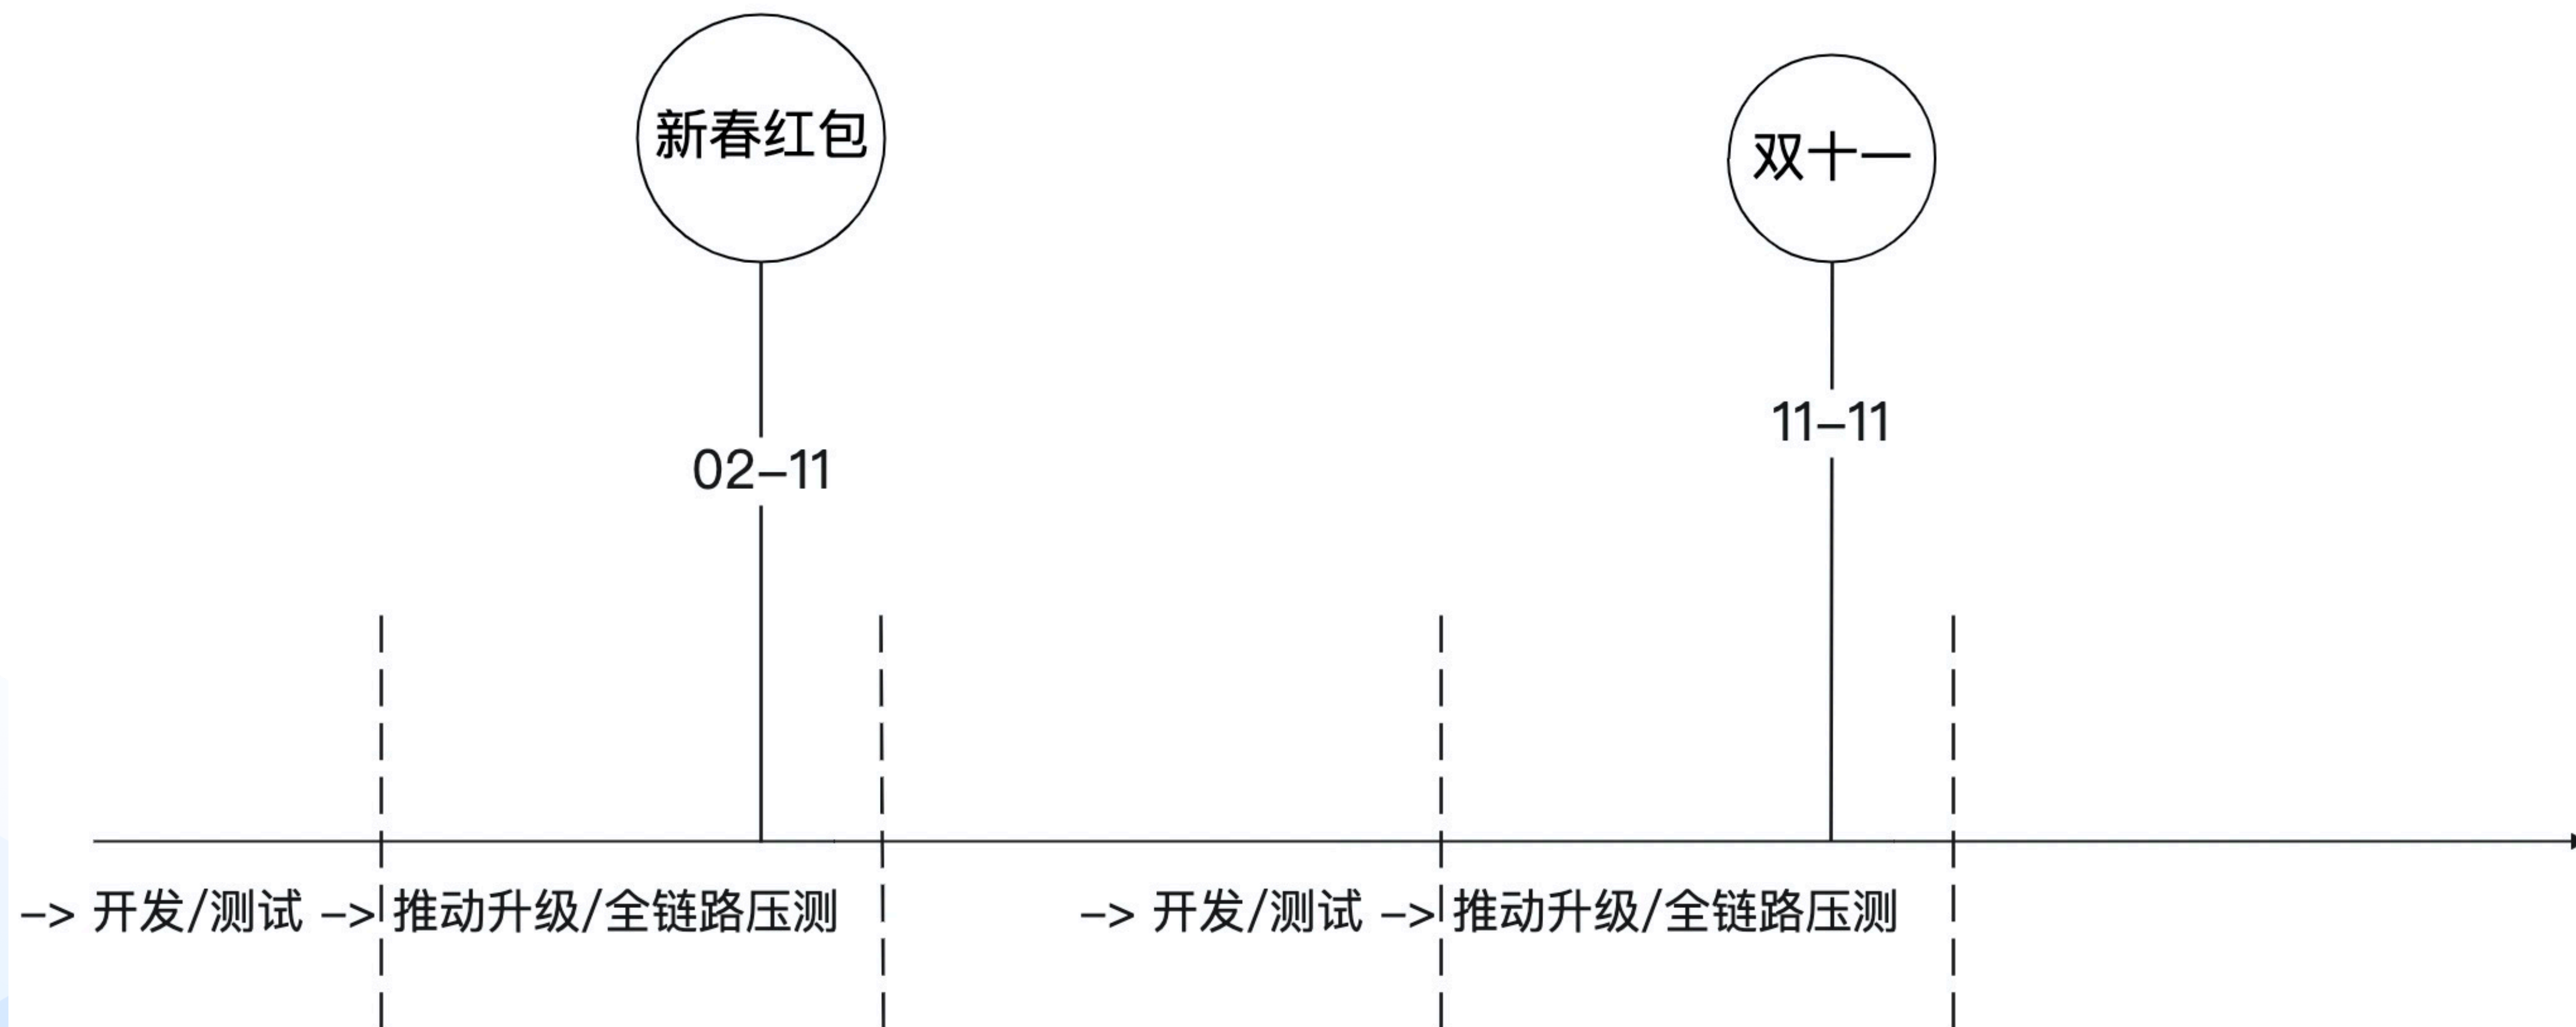 新春红包
双十一
11–11
02–11
–> 开发/测试 –> 推动升级/全链路压测
–> 开发/测试 –> 推动升级/全链路压测